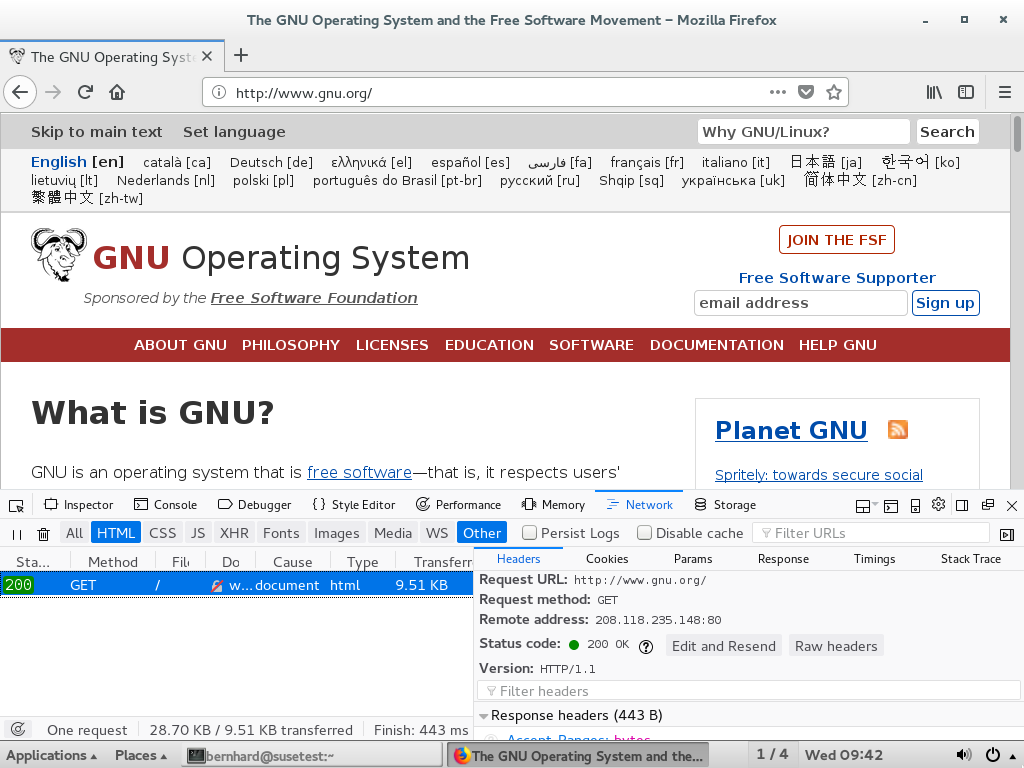 The GNU Operating System and the Free Software Movement – Mozilla Firefox
The GNU Operating Syst
http://www.gnu.org/
Skip to main text Set language
Why GNU/Linux? Search
English [en] català [ca] Deutsch [de] ελληνικά [el] español [es] فارسی [fa] français [fr] italiano [it] 日本語 [ja] 한국어 [ko]
lietuvių [lt] Nederlands [nl] polski [pl] português do Brasil [pt-br] русский [ru] Shqip [sq] українська [uk] 简体中文 [zh-cn]
繁體中文 [zh-tw]
GNU Operating System
Sponsored by the Free Software Foundation
JOIN THE FSF
Free Software Supporter
email address Sign up
ABOUT GNU PHILOSOPHY LICENSES EDUCATION SOFTWARE DOCUMENTATION HELP GNU
What is GNU?
GNU is an operating system that is free software—that is, it respects users'
Planet GNU
Spritely: towards secure social
Inspector Console Debugger {} Style Editor Performance Memory Network Storage
All HTML CSS JS XHR Fonts Images Media WS Other Persist Logs Disable cache Filter URLs
Sta... Method File Do Cause Type Transferr
200 GET / w... document html 9.51 KB
One request 28.70 KB / 9.51 KB transferred Finish: 443 ms
Headers Cookies Params Response Timings Stack Trace
Request URL: http://www.gnu.org/
Request method: GET
Remote address: 208.118.235.148:80
Status code: 200 OK ? Edit and Resend Raw headers
Version: HTTP/1.1
Filter headers
Response headers (443 B)
Accept-Ranges: bytes
Applications Places bernhard@susetest:~ The GNU Operating System and the... 1 / 4 Wed 09:42